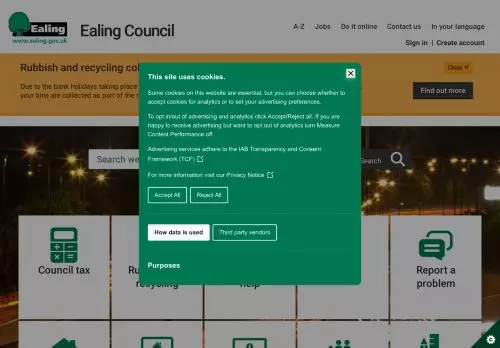 Ealing
www.ealing.gov.uk
Ealing Council
A-Z Jobs Do it online Contact us In your language
Sign in | Create account
Rubbish and recycling col
Close ×
Due to the bank holidays taking place
your bins are collected as part of the
Find out more
This site uses cookies.
Some cookies on this website are essential, but you can choose whether to
accept cookies for analytics or to set your advertising preferences.
To opt in/out of advertising and analytics click Accept/Reject all. If you are
happy to receive advertising but want to opt out of analytics turn Measure
Content Performance off
Advertising services adhere to the IAB Transparency and Consent
Framework (TCF)
For more information visit our Privacy Notice
Accept All Reject All
How data is used Third party vendors
Purposes
Search we
Search
Council tax
Ru
re
help
Report a
problem